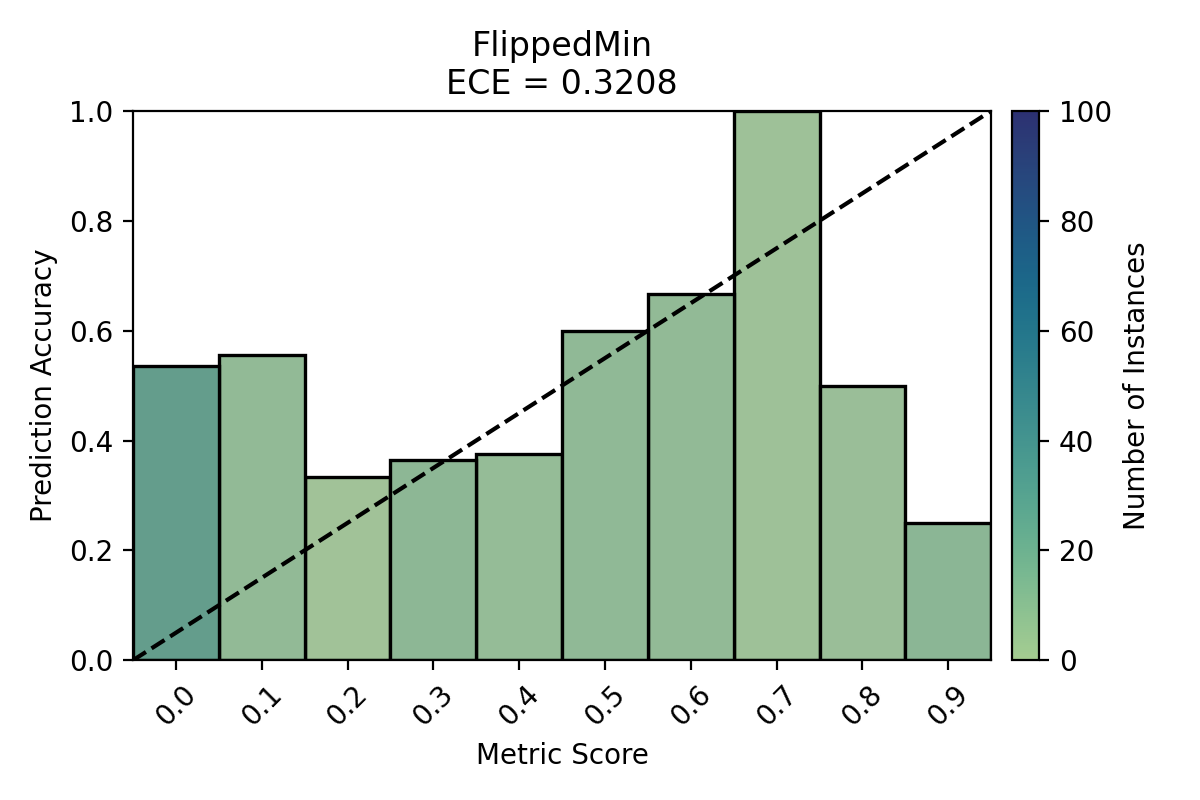 FlippedMin
ECE = 0.3208
1.0
0.8
0.6
0.4
0.2
0.0
Prediction Accuracy
0.0 0.1 0.2 0.3 0.4 0.5 0.6 0.7 0.8 0.9
Metric Score
100
80
60
40
20
0
Number of Instances